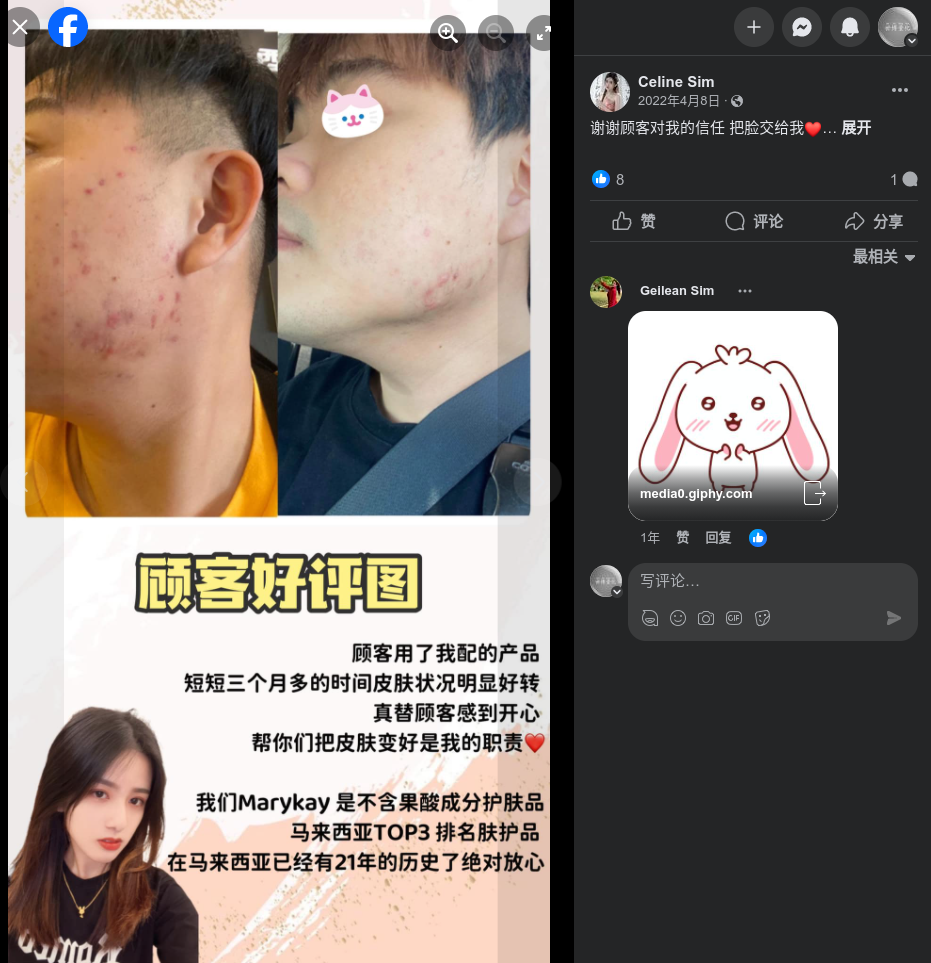 顾客好评图
顾客用了我配的产品
短短三个月多的时间皮肤状况明显好转
真替顾客感到开心
帮你们把皮肤变好是我的职责❤️
我们Marykay 是不含果酸成分护肤品
马来西亚TOP3 排名肤护品
在马来西亚已经有21年的历史了绝对放心
Celine Sim
2022年4月8日 ·
谢谢顾客对我的信任 把脸交给我❤️… 展开
8
1
赞 评论 分享
最相关
Geilean Sim
media0.giphy.com
1年 赞 回复
写评论…
GIF